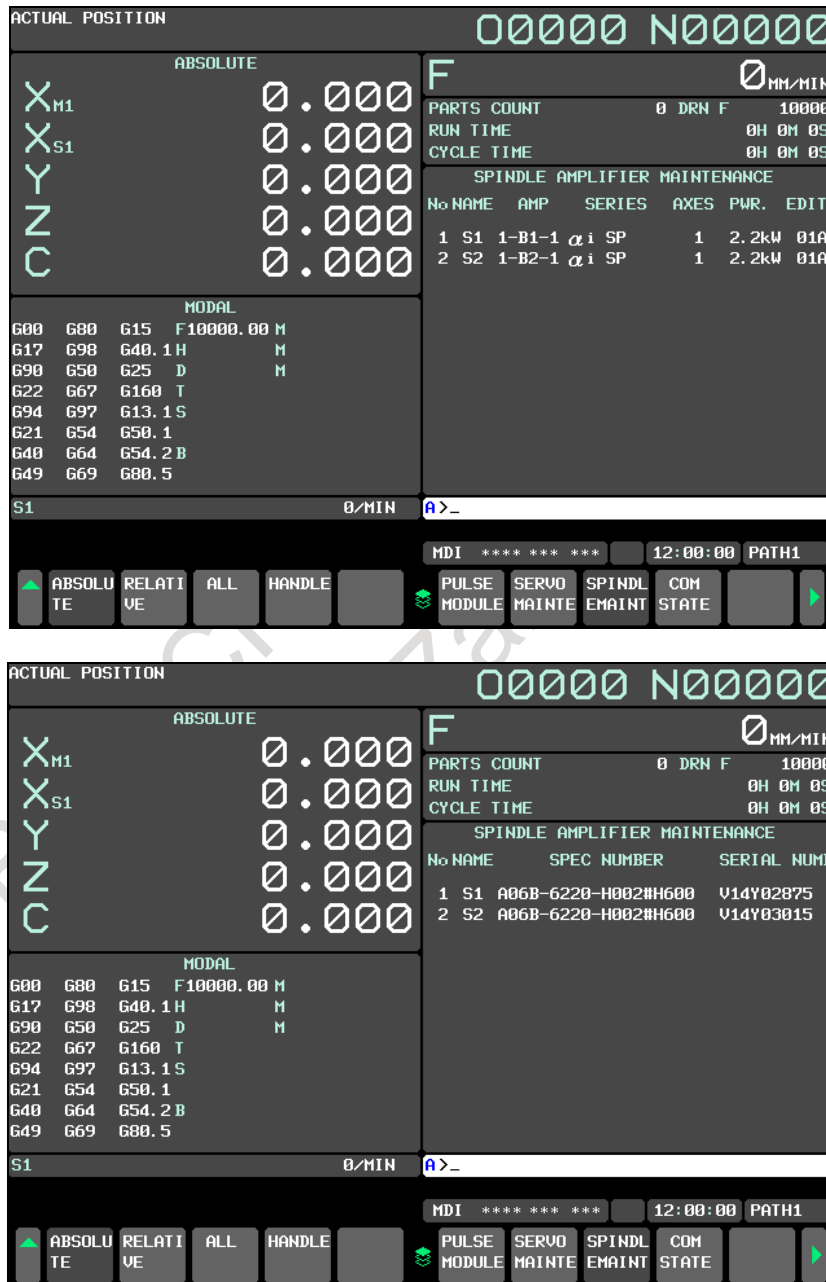 ACTUAL POSITION
O0000 N00000
ABSOLUTE
XM1 0.000
XS1 0.000
Y 0.000
Z 0.000
C 0.000
F 0 MM/MIN
PARTS COUNT 0 DRN F 10000
RUN TIME 0H 0M 0S
CYCLE TIME 0H 0M 0S
SPINDLE AMPLIFIER MAINTENANCE
No NAME AMP SERIES AXES PWR. EDIT
1 S1 1-B1-1 αi SP 1 2.2kW 01A
2 S2 1-B2-1 αi SP 1 2.2kW 01A
MODAL
G00 G80 G15 F10000.00 M
G17 G98 G40.1 H M
G90 G50 G25 D M
G22 G67 G160 T
G94 G97 G13.1 S
G21 G54 G50.1
G40 G64 G54.2 B
G49 G69 G80.5
S1 0/MIN
A>_
MDI **** *** *** 12:00:00 PATH1
ABSOLUTE RELATIVE ALL HANDLE
PULSE MODULE SERVO MAINTE SPINDLEMAINT COM STATE
ACTUAL POSITION
O0000 N00000
ABSOLUTE
XM1 0.000
XS1 0.000
Y 0.000
Z 0.000
C 0.000
F 0 MM/MIN
PARTS COUNT 0 DRN F 10000
RUN TIME 0H 0M 0S
CYCLE TIME 0H 0M 0S
SPINDLE AMPLIFIER MAINTENANCE
No NAME SPEC NUMBER SERIAL NUM
1 S1 A06B-6220-H002#H600 V14Y02875
2 S2 A06B-6220-H002#H600 V14Y03015
MODAL
G00 G80 G15 F10000.00 M
G17 G98 G40.1 H M
G90 G50 G25 D M
G22 G67 G160 T
G94 G97 G13.1 S
G21 G54 G50.1
G40 G64 G54.2 B
G49 G69 G80.5
S1 0/MIN
A>_
MDI **** *** *** 12:00:00 PATH1
ABSOLUTE RELATIVE ALL HANDLE
PULSE MODULE SERVO MAINTE SPINDLEMAINT COM STATE